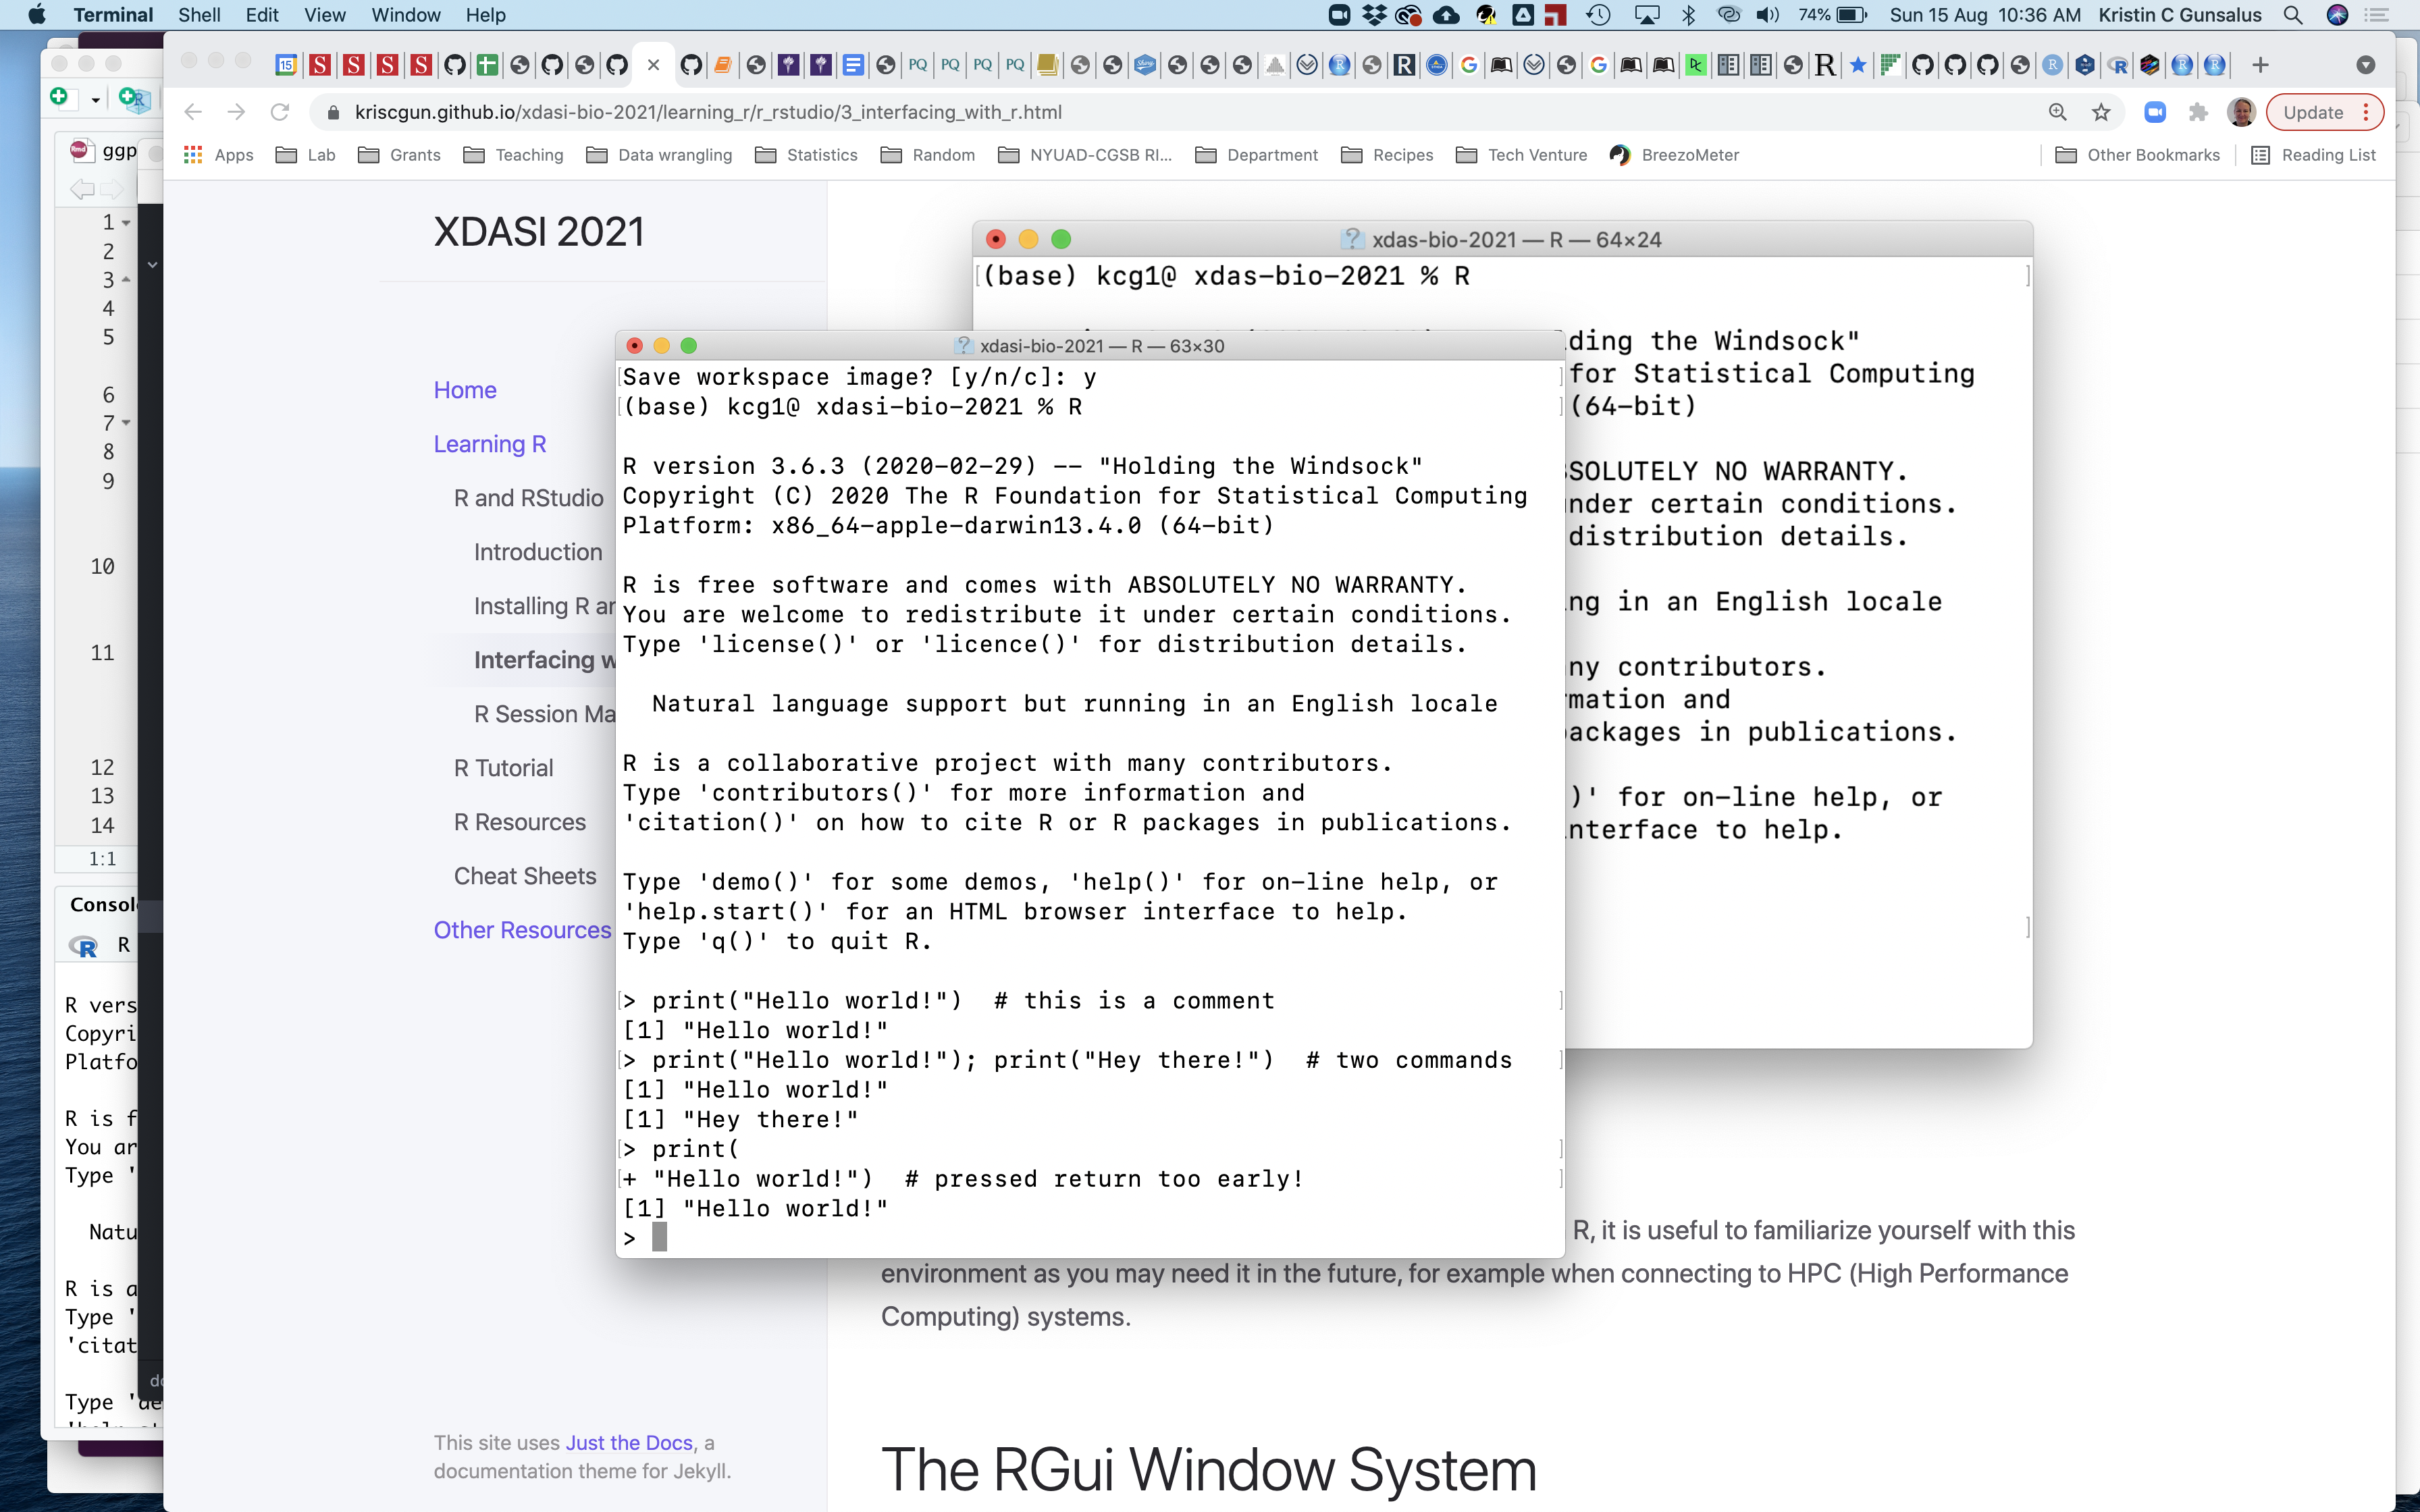 Terminal Shell Edit View Window Help
74% Sun 15 Aug 10:36 AM Kristin C Gunsalus
kriscgun.github.io/xdasi-bio-2021/learning_r/r_rstudio/3_interfacing_with_r.html
Update
Apps Lab Grants Teaching Data wrangling Statistics Random NYUAD-CGSB RI... Department Recipes Tech Venture BreezoMeter Other Bookmarks Reading List
ggp
1
2
3
4
5
6
7
8
9
10
11
12
13
14
1:1
Consol
R
R vers
Copyri
Platfo
R is f
You ar
Type '
Natu
R is a
Type '
'citat
Type 'de
XDASI 2021
Home
Learning R
R and RStudio
Introduction
Installing R ar
Interfacing w
R Session Ma
R Tutorial
R Resources
Cheat Sheets
Other Resources
This site uses Just the Docs, a
documentation theme for Jekyll.
xdas-bio-2021 — R — 64×24
(base) kcg1@ xdas-bio-2021 % R
ding the Windsock"
for Statistical Computing
(64-bit)
SOLUTELY NO WARRANTY.
nder certain conditions.
distribution details.
ng in an English locale
ny contributors.
mation and
ackages in publications.
)' for on-line help, or
nterface to help.
xdasi-bio-2021 — R — 63×30
Save workspace image? [y/n/c]: y
(base) kcg1@ xdasi-bio-2021 % R
R version 3.6.3 (2020-02-29) -- "Holding the Windsock"
Copyright (C) 2020 The R Foundation for Statistical Computing
Platform: x86_64-apple-darwin13.4.0 (64-bit)
R is free software and comes with ABSOLUTELY NO WARRANTY.
You are welcome to redistribute it under certain conditions.
Type 'license()' or 'licence()' for distribution details.
Natural language support but running in an English locale
R is a collaborative project with many contributors.
Type 'contributors()' for more information and
'citation()' on how to cite R or R packages in publications.
Type 'demo()' for some demos, 'help()' for on-line help, or
'help.start()' for an HTML browser interface to help.
Type 'q()' to quit R.
> print("Hello world!")  # this is a comment
[1] "Hello world!"
> print("Hello world!"); print("Hey there!")  # two commands
[1] "Hello world!"
[1] "Hey there!"
> print(
+ "Hello world!")  # pressed return too early!
[1] "Hello world!"
>
R, it is useful to familiarize yourself with this
environment as you may need it in the future, for example when connecting to HPC (High Performance
Computing) systems.
The RGui Window System